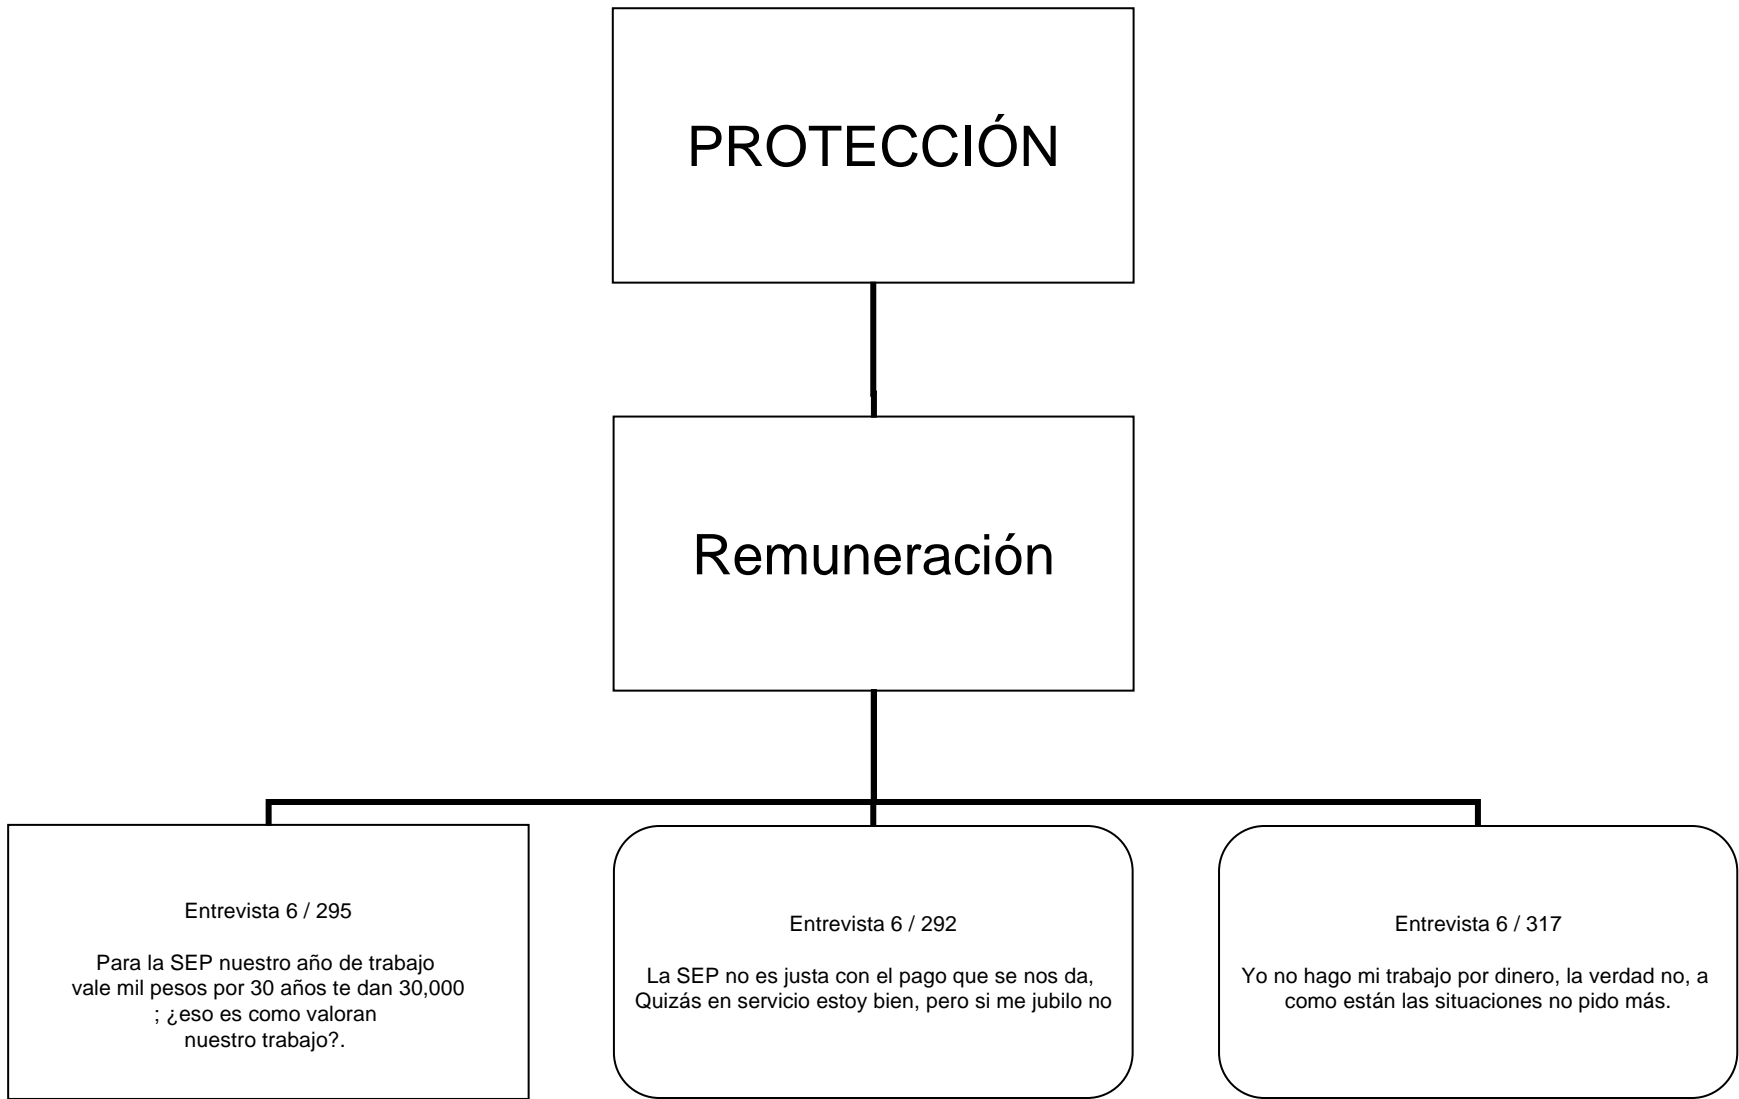 PROTECCIÓN
Remuneración
Entrevista 6 / 295
Para la SEP nuestro año de trabajo
vale mil pesos por 30 años te dan 30,000
; ¿eso es como valoran
nuestro trabajo?.
Entrevista 6 / 292
La SEP no es justa con el pago que se nos da,
Quizás en servicio estoy bien, pero si me jubilo no
Entrevista 6 / 317
Yo no hago mi trabajo por dinero, la verdad no, a
como están las situaciones no pido más.